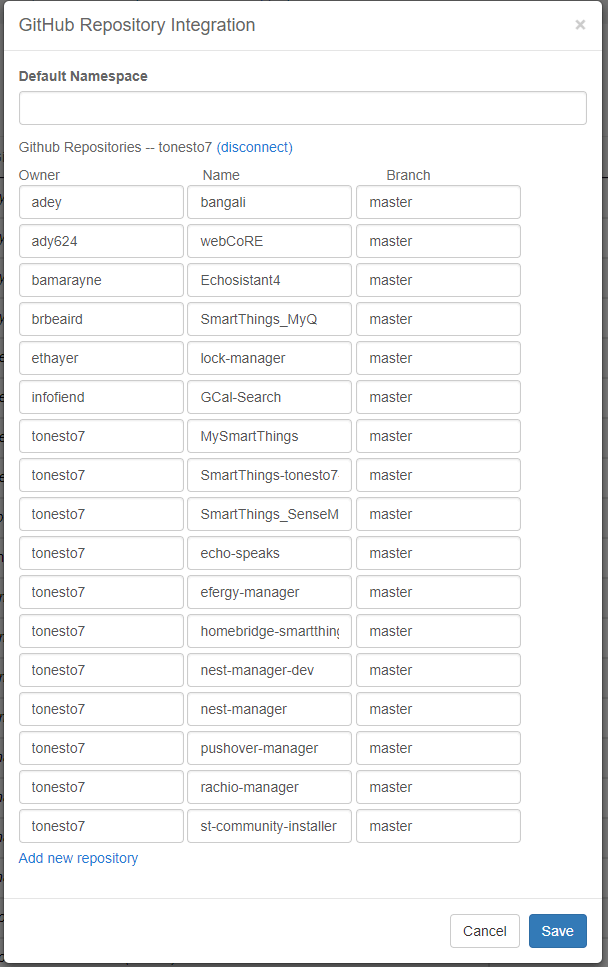 GitHub Repository Integration ×
Default Namespace
Github Repositories -- tonesto7 (disconnect)
Owner Name Branch
adey bangali master
ady624 webCoRE master
bamarayne Echosistant4 master
brbeaird SmartThings_MyQ master
ethayer lock-manager master
infofiend GCal-Search master
tonesto7 MySmartThings master
tonesto7 SmartThings-tonesto7 master
tonesto7 SmartThings_SenseM master
tonesto7 echo-speaks master
tonesto7 efergy-manager master
tonesto7 homebridge-smartthing master
tonesto7 nest-manager-dev master
tonesto7 nest-manager master
tonesto7 pushover-manager master
tonesto7 rachio-manager master
tonesto7 st-community-installer master
Add new repository
Cancel Save